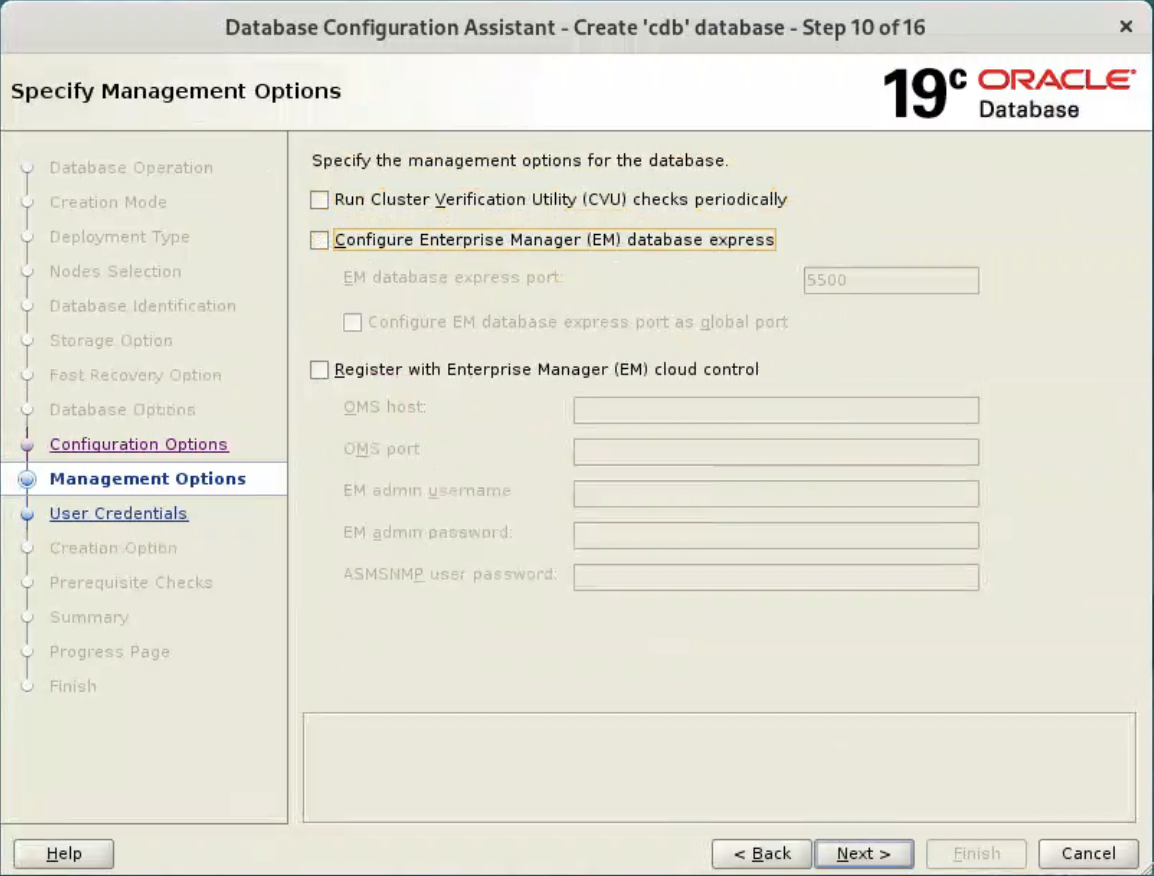 Database Configuration Assistant - Create 'cdb' database - Step 10 of 16
×
Specify Management Options
19c ORACLE
Database
Database Operation
Creation Mode
Deployment Type
Nodes Selection
Database Identification
Storage Option
Fast Recovery Option
Database Options
Configuration Options
Management Options
User Credentials
Creation Option
Prerequisite Checks
Summary
Progress Page
Finish
Specify the management options for the database.
Run Cluster Verification Utility (CVU) checks periodically
Configure Enterprise Manager (EM) database express
EM database express port: 5500
Configure EM database express port as global port
Register with Enterprise Manager (EM) cloud control
OMS host:
OMS port
EM admin username
EM admin password:
ASMSNMP user password:
Help
< Back
Next >
Finish
Cancel